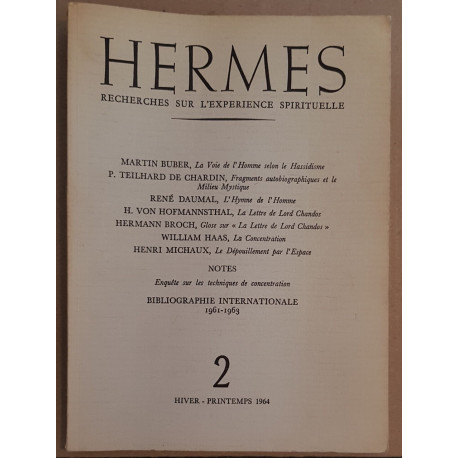 HERMES
RECHERCHES SUR L'EXPERIENCE SPIRITUELLE
MARTIN BUBER, La Voie de l'Homme selon le Hassidisme
P. TEILHARD DE CHARDIN, Fragments autobiographiques et le
Milieu Mystique
RENÉ DAUMAL, L'Hymne de l'Homme
H. VON HOFMANNSTHAL, La Lettre de Lord Chandos
HERMANN BROCH, Glose sur « La Lettre de Lord Chandos »
WILLIAM HAAS, La Concentration
HENRI MICHAUX, Le Dépouillement par l'Espace
NOTES
Enquête sur les techniques de concentration
BIBLIOGRAPHIE INTERNATIONALE
1961-1963
2
HIVER - PRINTEMPS 1964